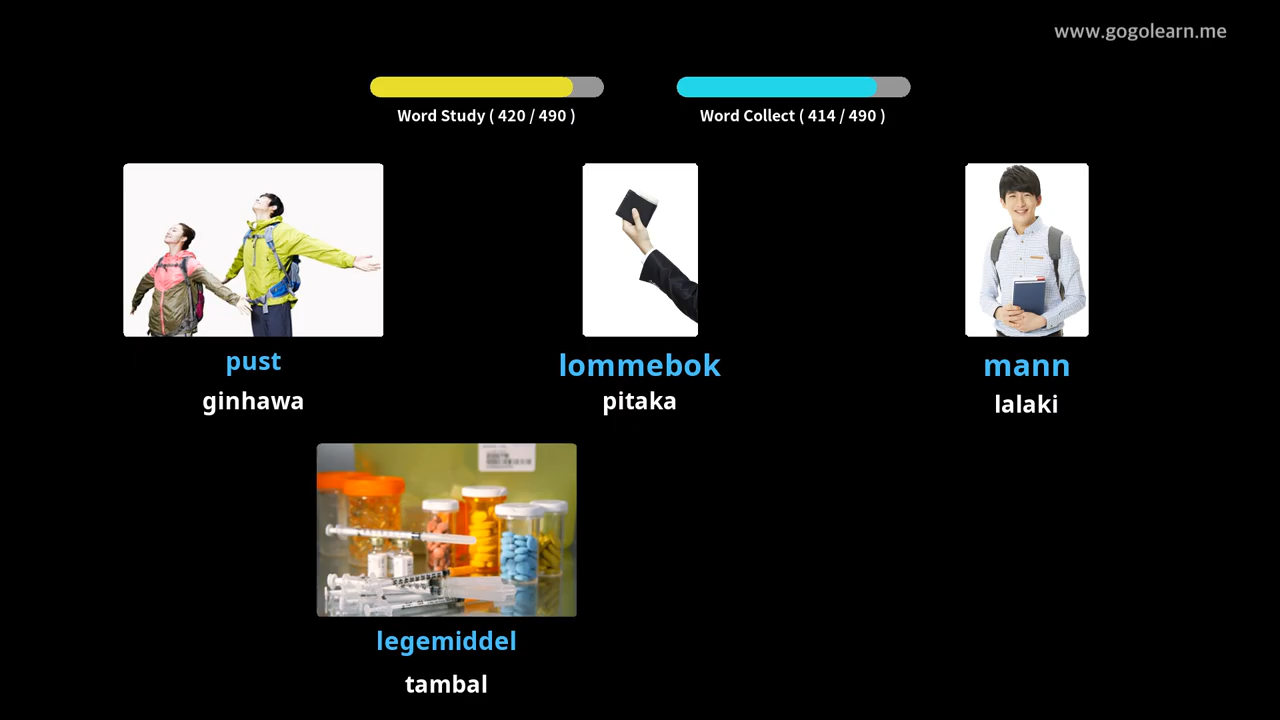 www.gogolearn.me
Word Study ( 420 / 490 )
Word Collect ( 414 / 490 )
pust
ginhawa
lommebok
pitaka
mann
lalaki
legemiddel
tambal